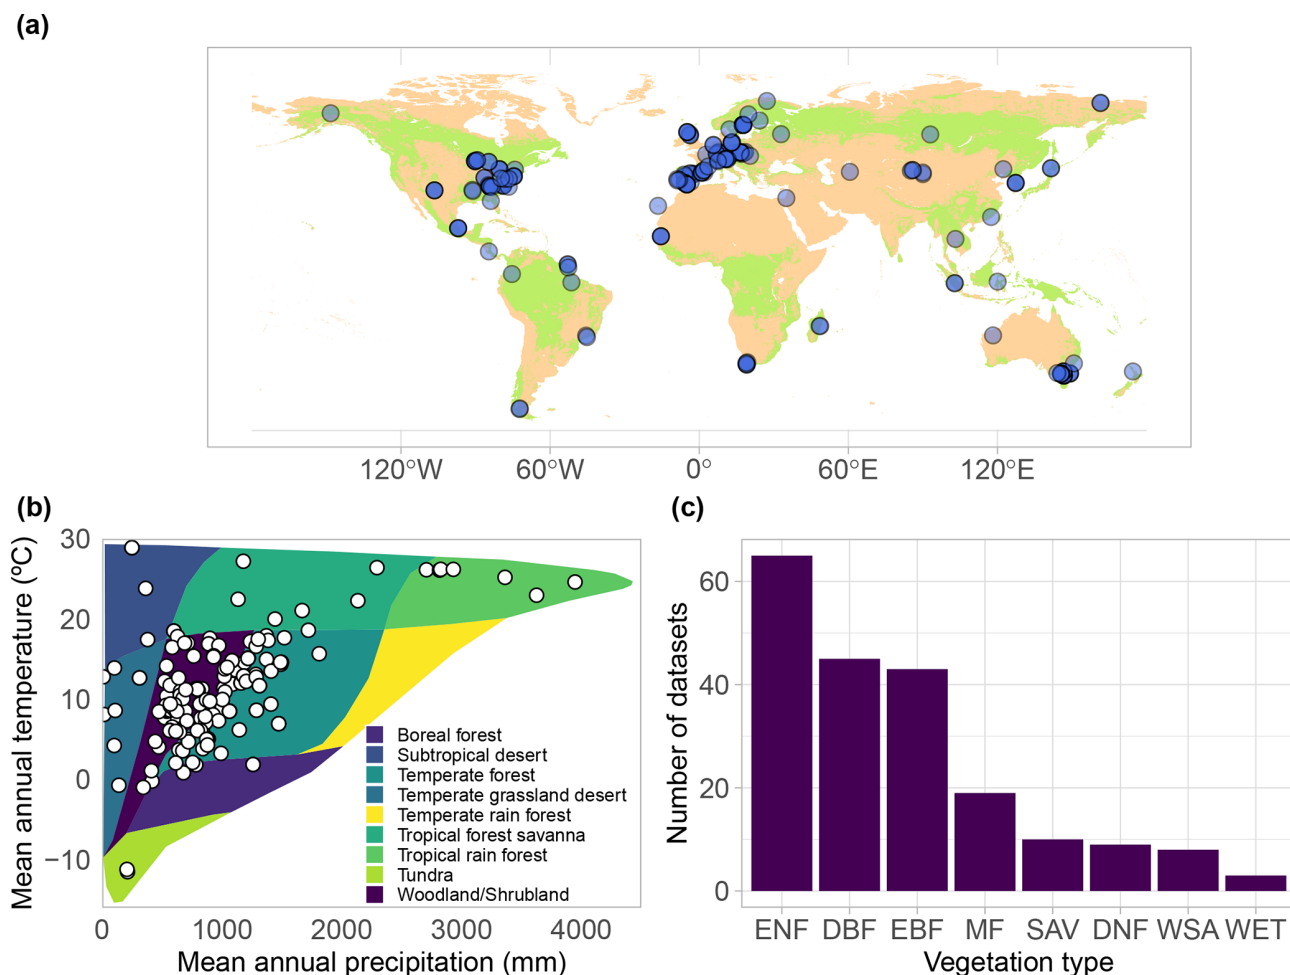 (a)
120°W 60°W 0° 60°E 120°E
(b)
Mean annual temperature (ºC)
30
20
10
0
−10
Boreal forest
Subtropical desert
Temperate forest
Temperate grassland desert
Temperate rain forest
Tropical forest savanna
Tropical rain forest
Tundra
Woodland/Shrubland
0 1000 2000 3000 4000
Mean annual precipitation (mm)
(c)
Number of datasets
60
40
20
0
ENF DBF EBF MF SAV DNF WSA WET
Vegetation type